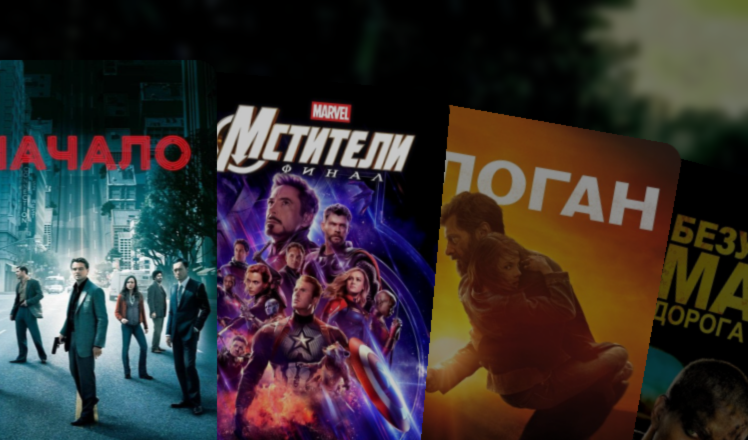 НАЧАЛО
MARVEL
МСТИТЕЛИ
ФИНАЛ
ЛОГАН
БЕЗУ
МА
ДОРОГА